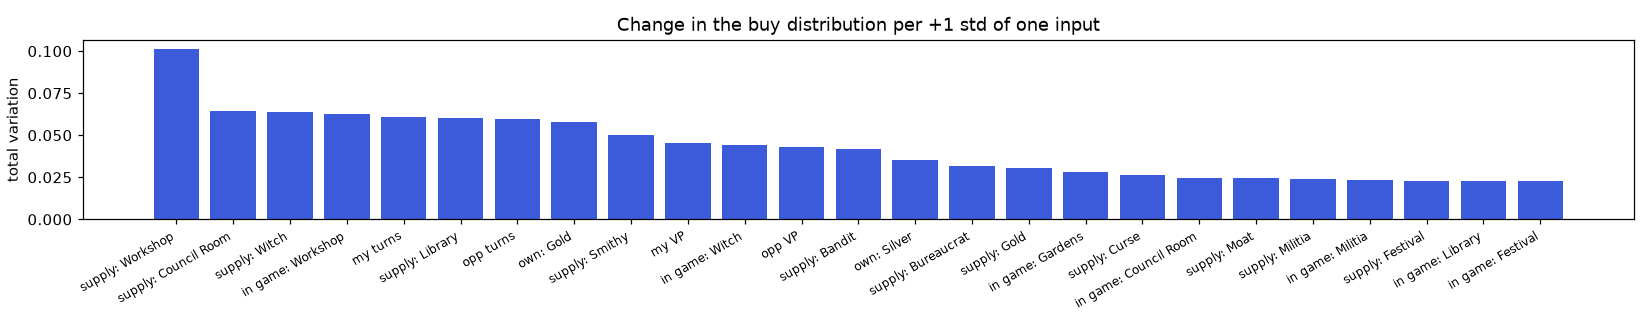 Change in the buy distribution per +1 std of one input
total variation
0.100
0.075
0.050
0.025
0.000
supply: Workshop
supply: Council Room
supply: Witch
in game: Workshop
my turns
supply: Library
opp turns
own: Gold
supply: Smithy
my VP
in game: Witch
opp VP
supply: Bandit
own: Silver
supply: Bureaucrat
supply: Gold
in game: Gardens
supply: Curse
in game: Council Room
supply: Moat
supply: Militia
in game: Militia
supply: Festival
in game: Library
in game: Festival